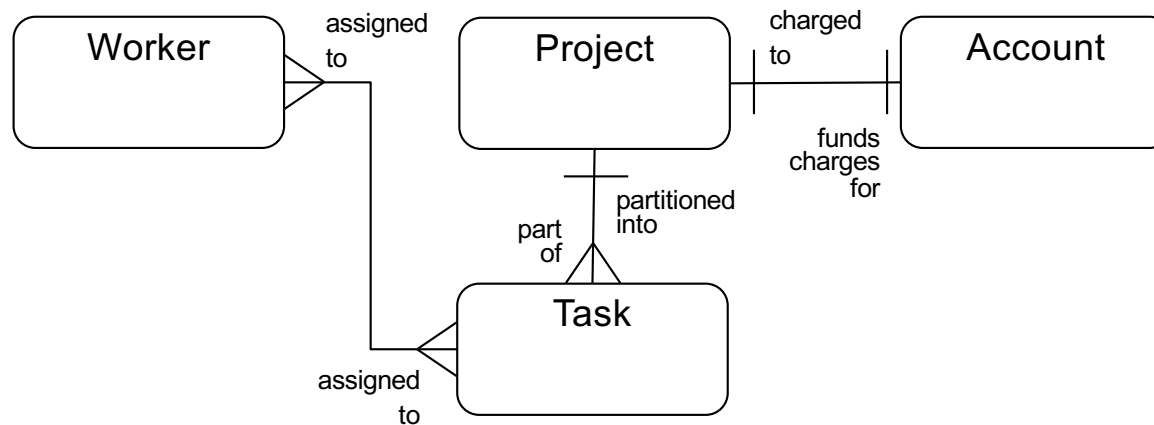 Worker
assigned
to
Project
charged
to
Account
funds
charges
for
partitioned
into
part
of
Task
assigned
to